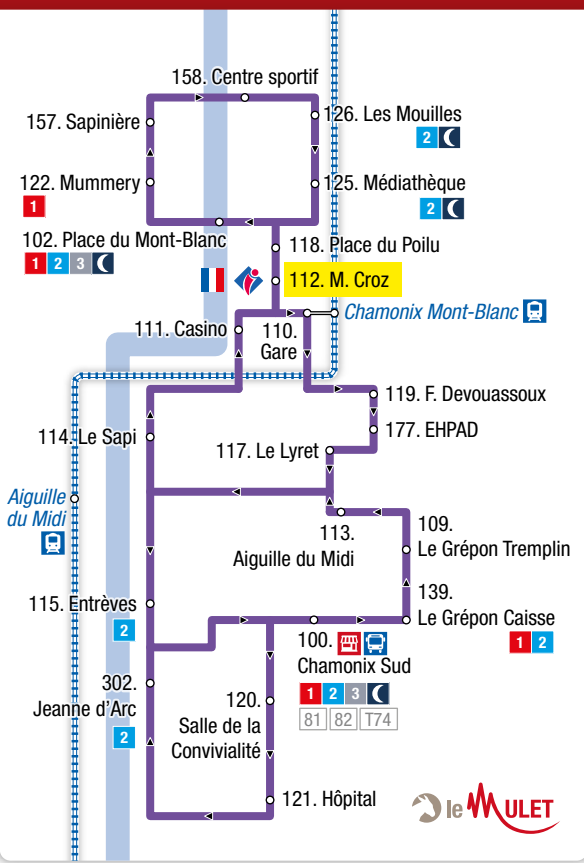 158. Centre sportif
157. Sapinière
126. Les Mouilles
2
122. Mummery
1
125. Médiathèque
2
102. Place du Mont-Blanc
1 2 3
118. Place du Poilu
112. M. Croz
111. Casino
110.
Gare
Chamonix Mont-Blanc
119. F. Devouassoux
177. EHPAD
114. Le Sapi
117. Le Lyret
Aiguille
du Midi
113.
Aiguille du Midi
109.
Le Grépon Tremplin
139.
Le Grépon Caisse
1 2
115. Entrèves
2
100.
Chamonix Sud
1 2 3
81 82 T74
302.
Jeanne d'Arc
2
120.
Salle de la
Convivialité
121. Hôpital
le MULET